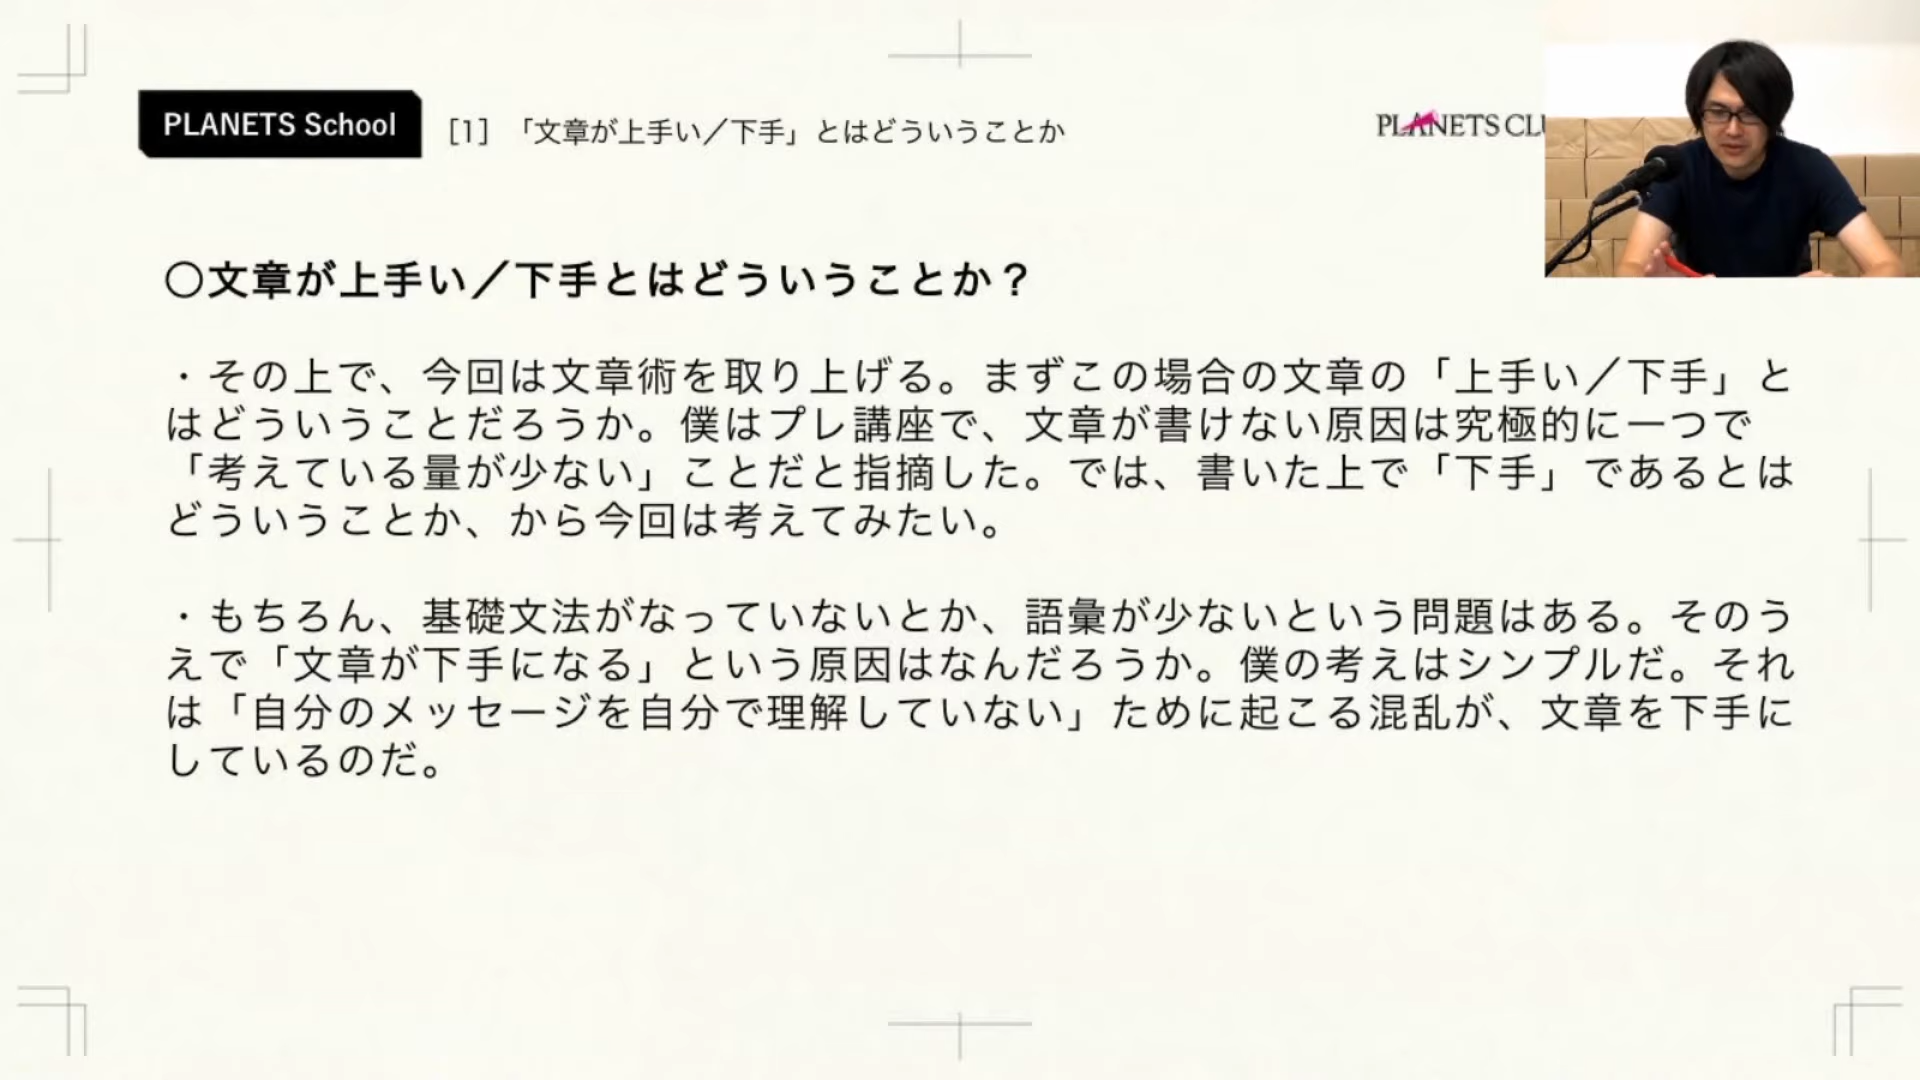 PLANETS School
[1] 「文章が上手い／下手」とはどういうことか
PLANETS CLU
○文章が上手い／下手とはどういうことか？
・その上で、今回は文章術を取り上げる。まずこの場合の文章の「上手い／下手」と
はどういうことだろうか。僕はプレ講座で、文章が書けない原因は究極的に一つで
「考えている量が少ない」ことだと指摘した。では、書いた上で「下手」であるとは
どういうことか、から今回は考えてみたい。
・もちろん、基礎文法がなっていないとか、語彙が少ないという問題はある。そのう
えで「文章が下手になる」という原因はなんだろうか。僕の考えはシンプルだ。それ
は「自分のメッセージを自分で理解していない」ために起こる混乱が、文章を下手に
しているのだ。